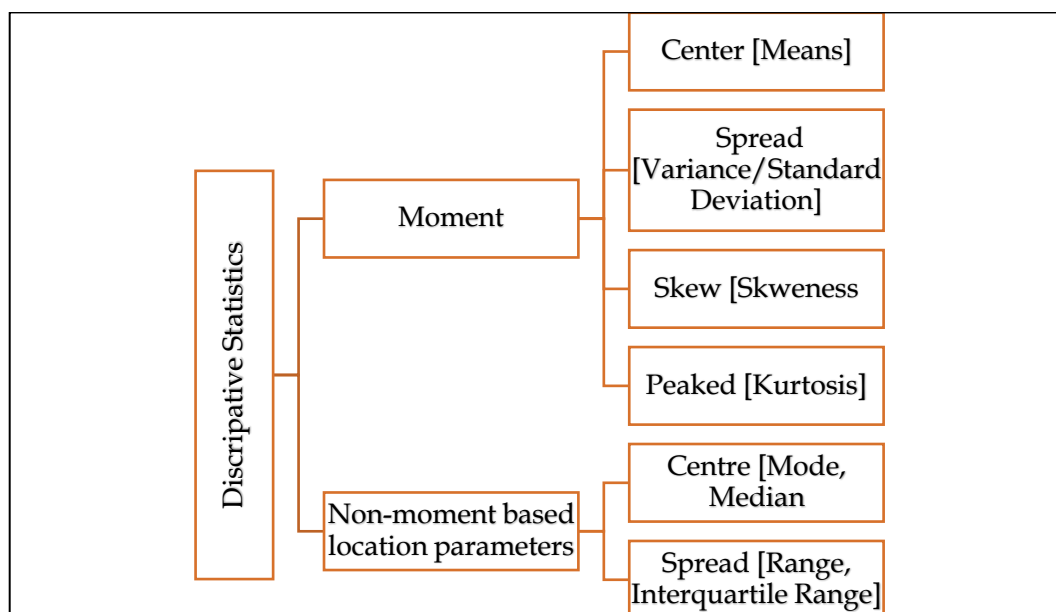 Discripative Statistics
Moment
Center [Means]
Spread
[Variance/Standard
Deviation]
Skew [Skweness
Peaked [Kurtosis]
Non-moment based
location parameters
Centre [Mode,
Median
Spread [Range,
Interquartile Range]